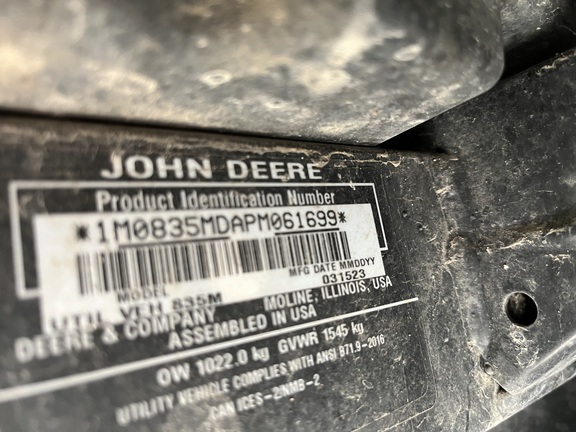 JOHN DEERE
Product Identification Number
*1M0835MDAPM061699*
MODEL MFG DATE MMDDYY
UTIL VEH 835M 031523
DEERE & COMPANY MOLINE, ILLINOIS, USA
ASSEMBLED IN USA
OW 1022.0 kg GVWR 1545 kg
UTILITY VEHICLE COMPLIES WITH ANSI B71.9-2016
CAN ICES-2/NMB-2